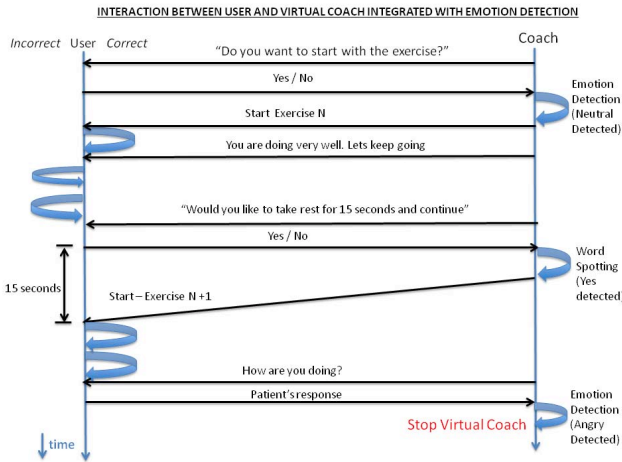 INTERACTION BETWEEN USER AND VIRTUAL COACH INTEGRATED WITH EMOTION DETECTION
Incorrect User Correct
Coach
“Do you want to start with the exercise?”
Yes / No
Emotion
Detection
(Neutral
Detected)
Start Exercise N
You are doing very well. Lets keep going
“Would you like to take rest for 15 seconds and continue”
Yes / No
Word
Spotting
(Yes
detected)
15 seconds
Start – Exercise N +1
How are you doing?
Patient's response
Emotion
Detection
(Angry
Detected)
Stop Virtual Coach
time